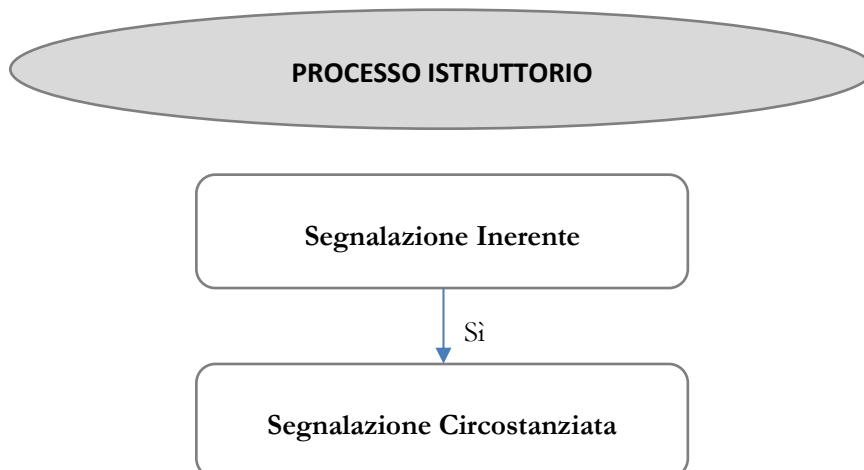 PROCESSO ISTRUTTORIO
Segnalazione Inerente
Sì
Segnalazione Circostanziata